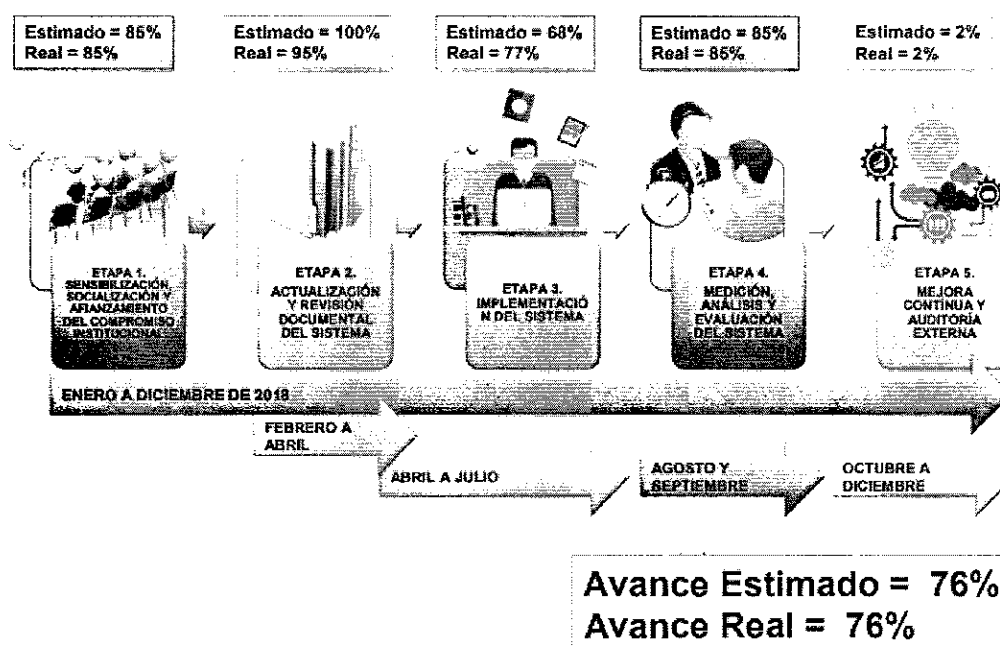 Estimado = 85%
Real = 85%
Estimado = 100%
Real = 95%
Estimado = 68%
Real = 77%
Estimado = 85%
Real = 85%
Estimado = 2%
Real = 2%
ETAPA 1.
SENSIBILIZACIÓN,
SOCIALIZACIÓN Y
AFIANZAMIENTO
DEL COMPROMISO
INSTITUCIONAL
ETAPA 2.
ACTUALIZACIÓN
Y REVISIÓN
DOCUMENTAL
DEL SISTEMA
ETAPA 3.
IMPLEMENTACIÓ
N DEL SISTEMA
ETAPA 4.
MEDICIÓN,
ANÁLISIS Y
EVALUACIÓN
DEL SISTEMA
ETAPA 5.
MEJORA
CONTINUA Y
AUDITORÍA
EXTERNA
ENERO A DICIEMBRE DE 2018
FEBRERO A
ABRIL
ABRIL A JULIO
AGOSTO Y
SEPTIEMBRE
OCTUBRE A
DICIEMBRE
Avance Estimado = 76%
Avance Real = 76%